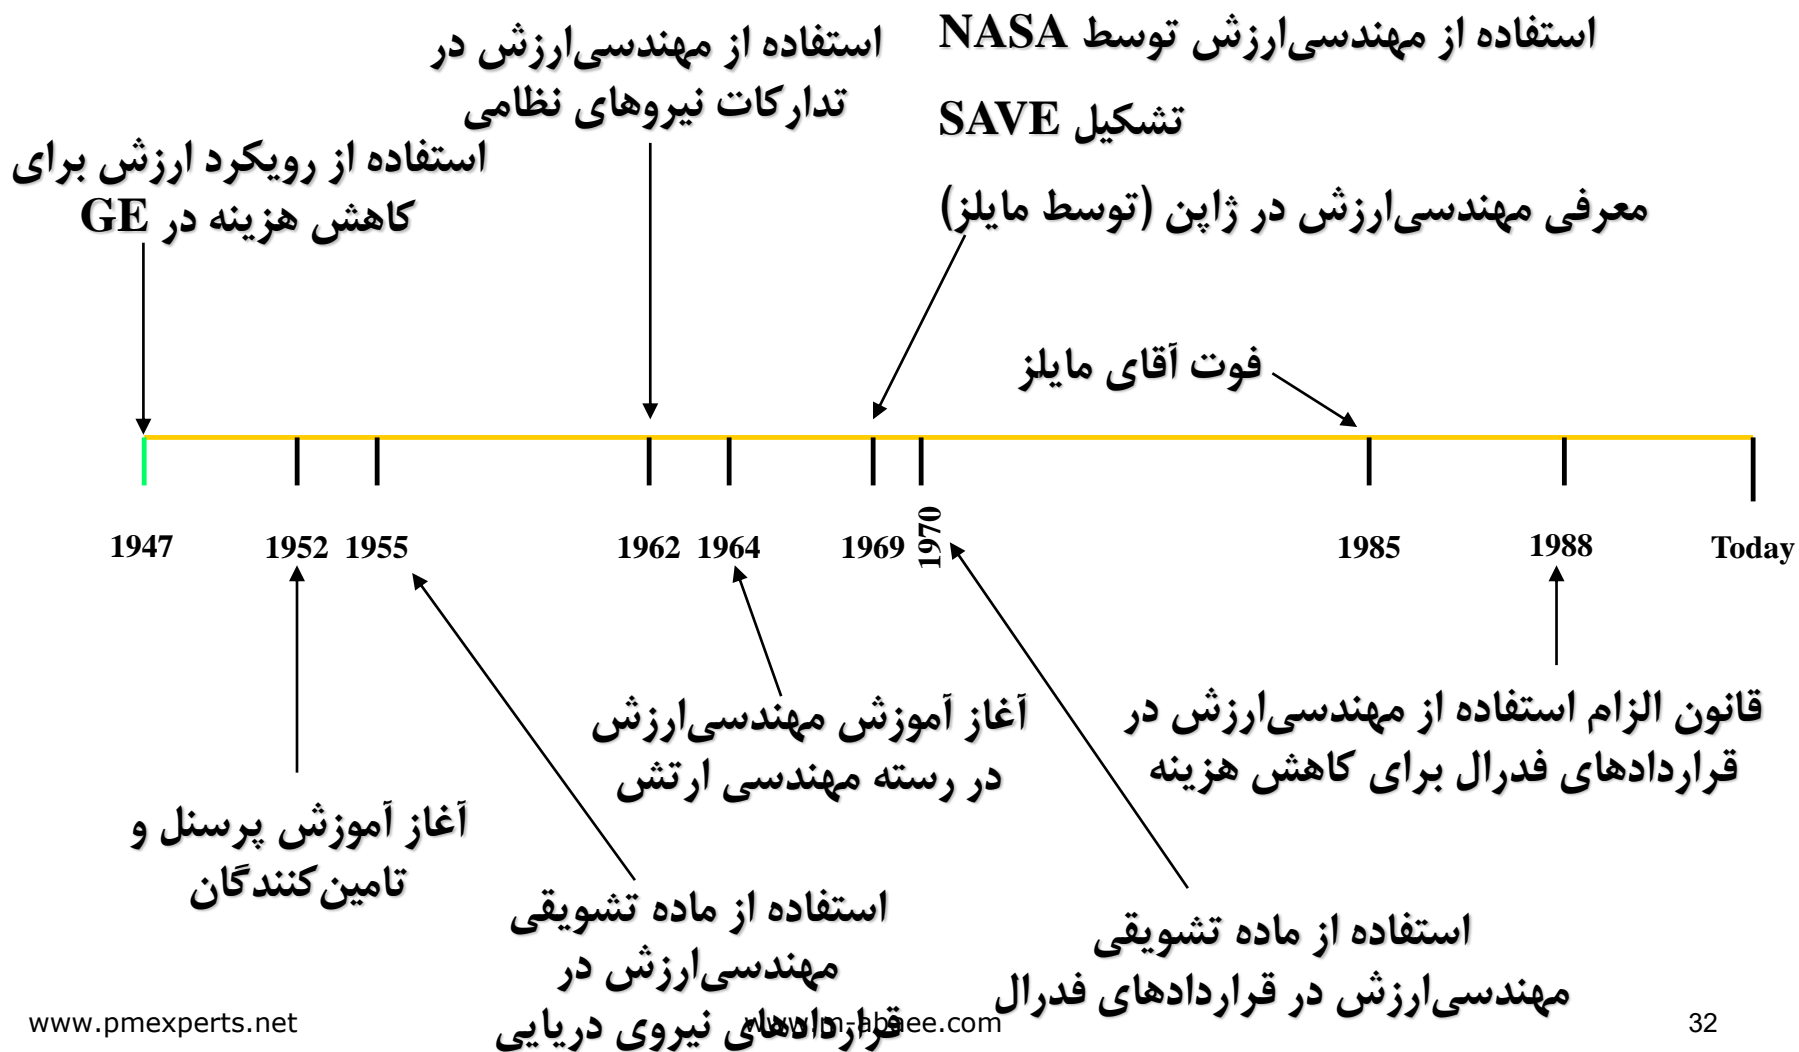 استفاده از مهندسی‌ارزش توسط NASA
تشکیل SAVE
معرفی مهندسی‌ارزش در ژاپن (توسط مایلز)
استفاده از مهندسی‌ارزش در
تدارکات نیروهای نظامی
استفاده از رویکرد ارزش برای
کاهش هزینه در GE
فوت آقای مایلز
1947
1952
1955
1962
1964
1969
1970
1985
1988
Today
آغاز آموزش پرسنل و
تامین‌کنندگان
استفاده از ماده تشویقی
مهندسی‌ارزش در
قراردادهای نیروی دریایی
آغاز آموزش مهندسی‌ارزش
در رسته مهندسی ارتش
استفاده از ماده تشویقی
مهندسی‌ارزش در قراردادهای فدرال
قانون الزام استفاده از مهندسی‌ارزش در
قراردادهای فدرال برای کاهش هزینه
www.pmexperts.net
www.m-abaee.com
32